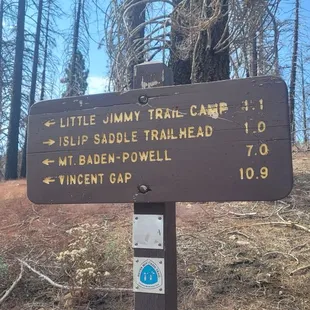 ← LITTLE JIMMY TRAIL CAMP 1.1
→ ISLIP SADDLE TRAILHEAD 1.0
← MT. BADEN-POWELL 7.0
← VINCENT GAP 10.9